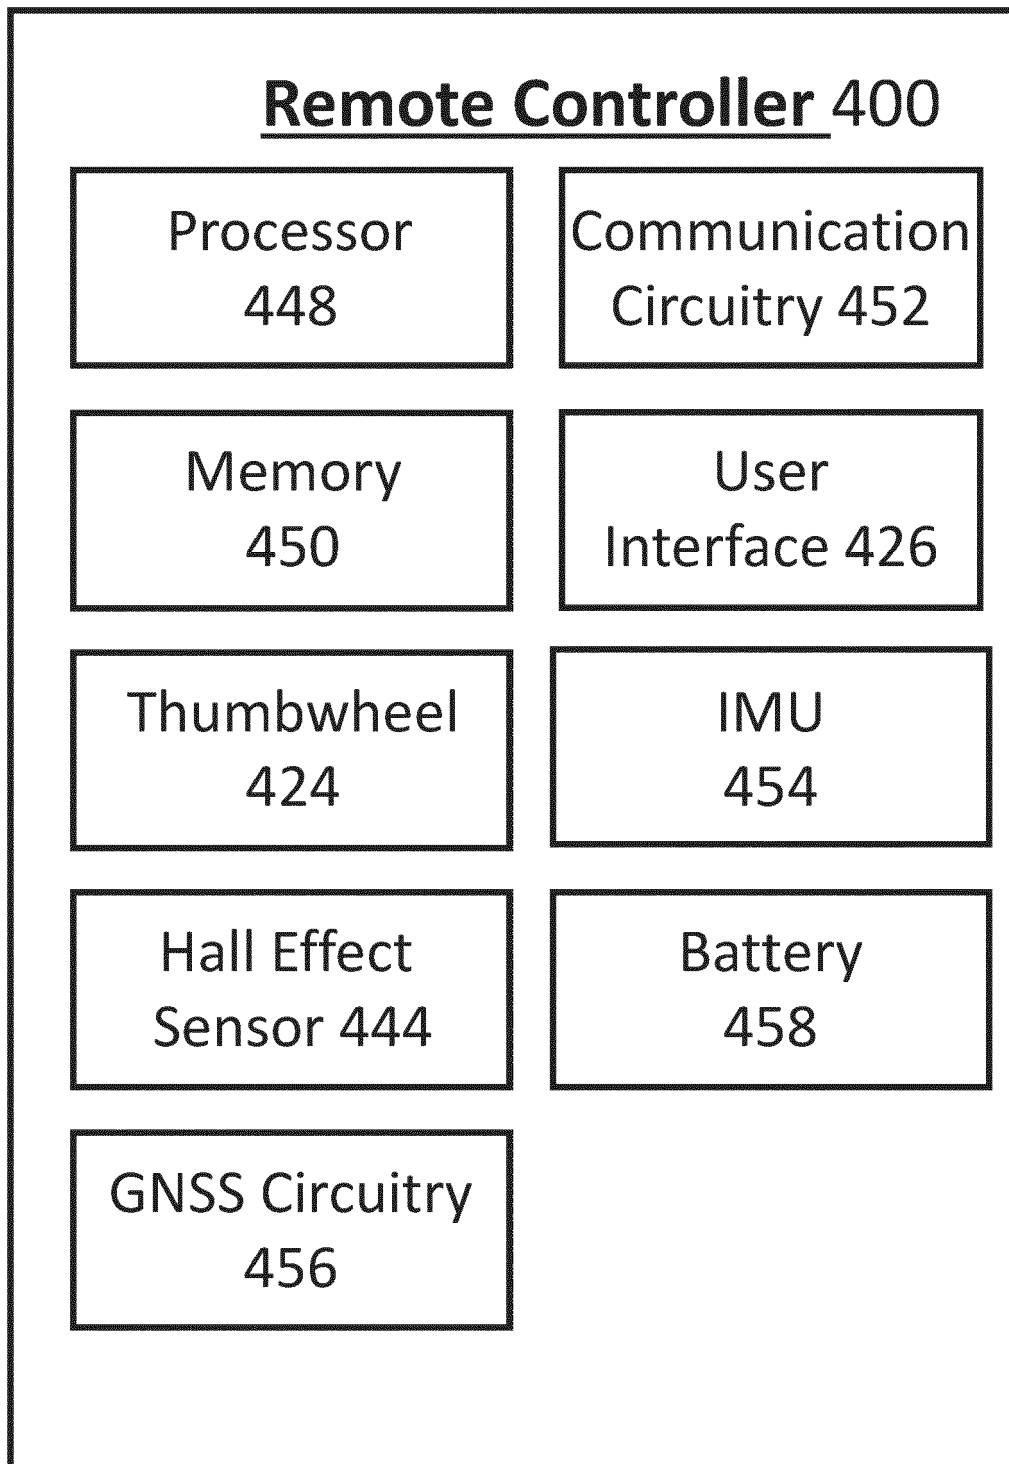 Remote Controller 400
Processor
448
Communication
Circuitry 452
Memory
450
User
Interface 426
Thumbwheel
424
IMU
454
Hall Effect
Sensor 444
Battery
458
GNSS Circuitry
456